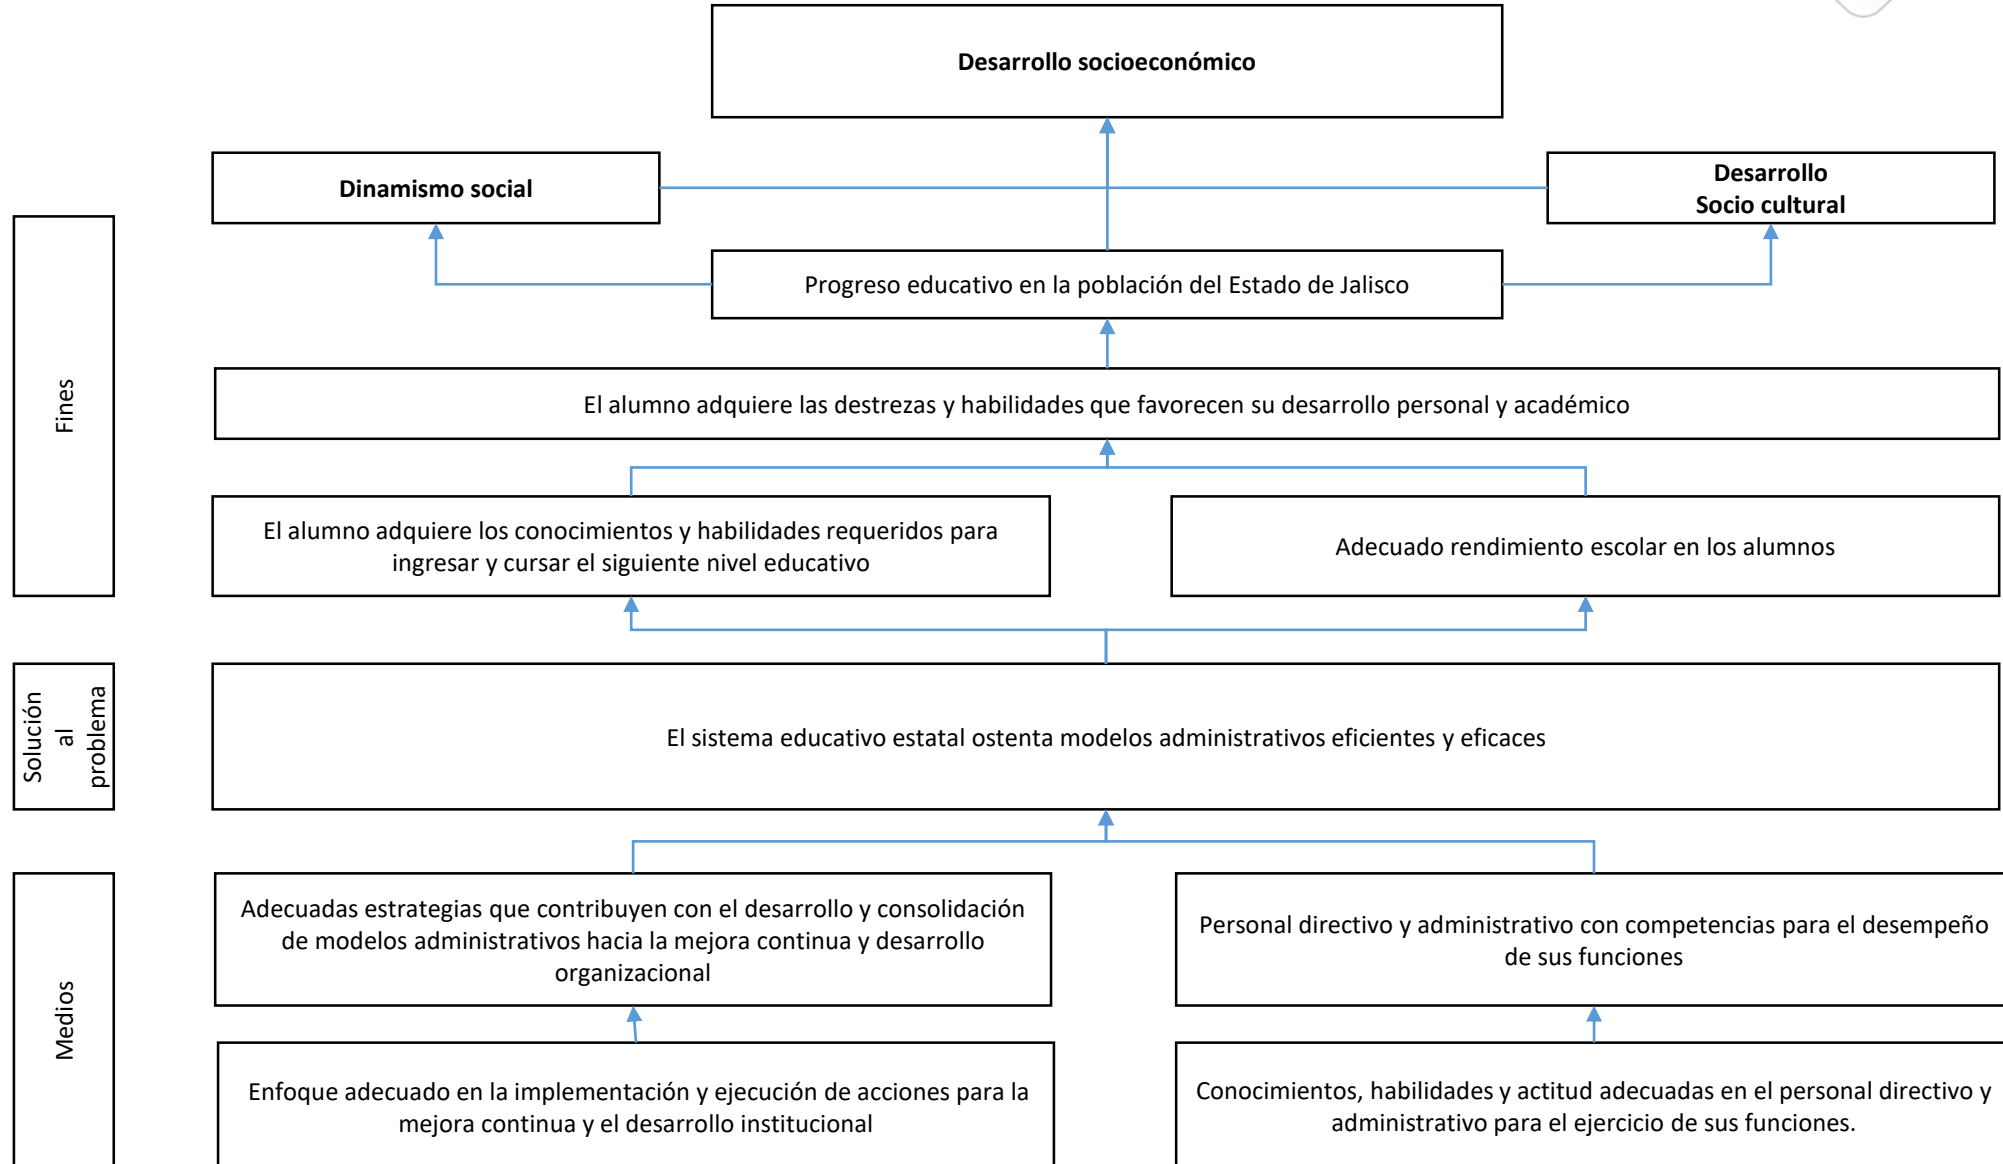 Desarrollo socioeconómico
Dinamismo social
Desarrollo
Socio cultural
Progreso educativo en la población del Estado de Jalisco
Fines
El alumno adquiere las destrezas y habilidades que favorecen su desarrollo personal y académico
El alumno adquiere los conocimientos y habilidades requeridos para
ingresar y cursar el siguiente nivel educativo
Adecuado rendimiento escolar en los alumnos
Solución
al
problema
El sistema educativo estatal ostenta modelos administrativos eficientes y eficaces
Medios
Adecuadas estrategias que contribuyen con el desarrollo y consolidación
de modelos administrativos hacia la mejora continua y desarrollo
organizacional
Personal directivo y administrativo con competencias para el desempeño
de sus funciones
Enfoque adecuado en la implementación y ejecución de acciones para la
mejora continua y el desarrollo institucional
Conocimientos, habilidades y actitud adecuadas en el personal directivo y
administrativo para el ejercicio de sus funciones.